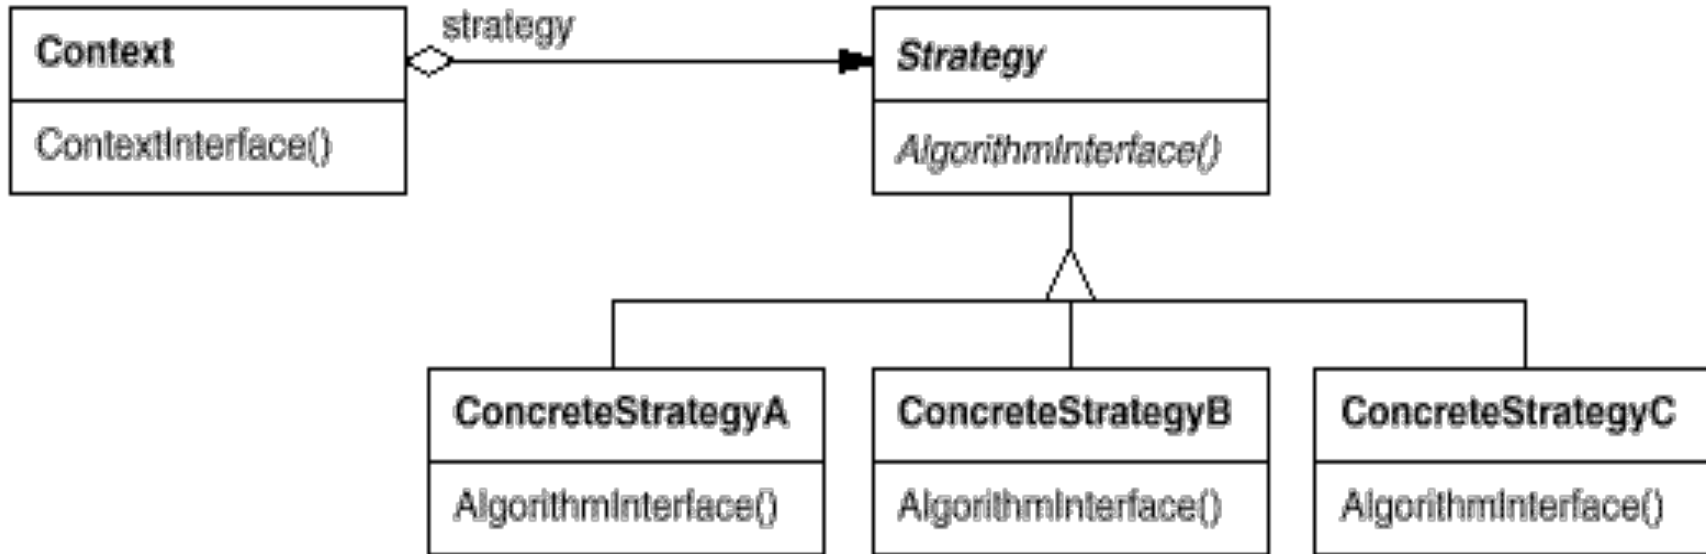 Context
strategy
Strategy
ContextInterface()
AlgorithmInterface()
ConcreteStrategyA
ConcreteStrategyB
ConcreteStrategyC
AlgorithmInterface()
AlgorithmInterface()
AlgorithmInterface()